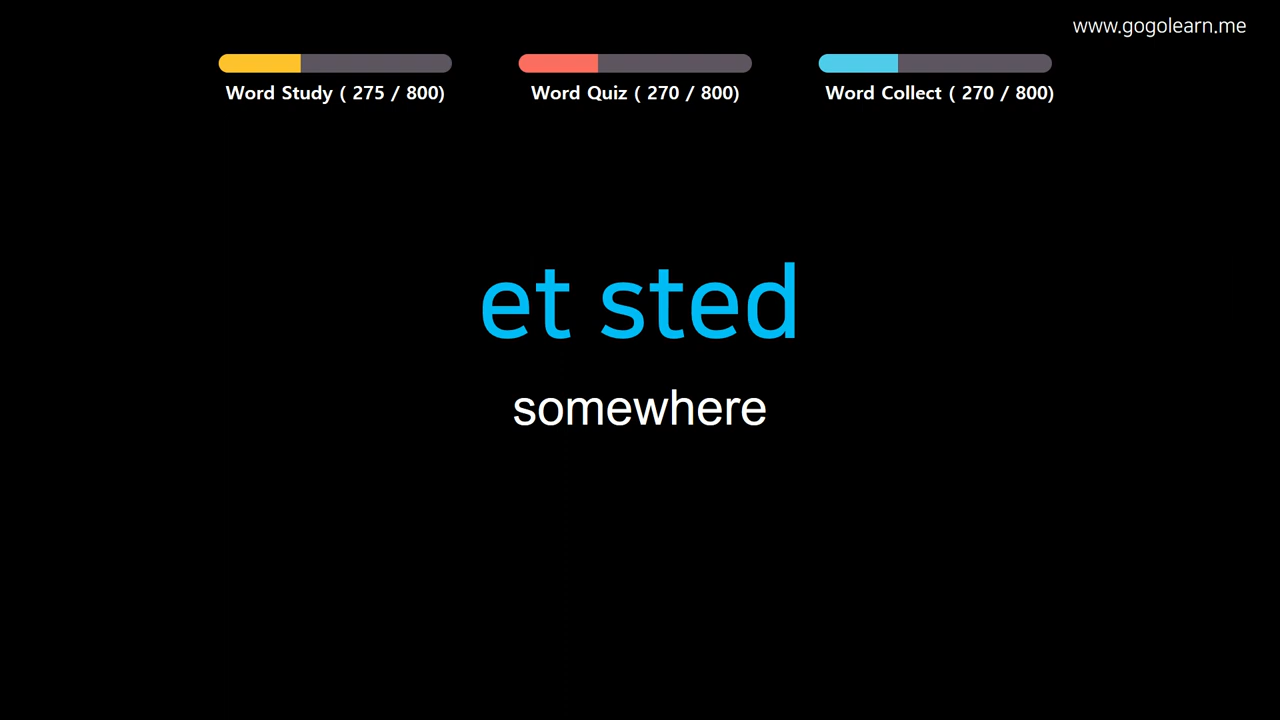 www.gogolearn.me
Word Study ( 275 / 800)
Word Quiz ( 270 / 800)
Word Collect ( 270 / 800)
et sted
somewhere